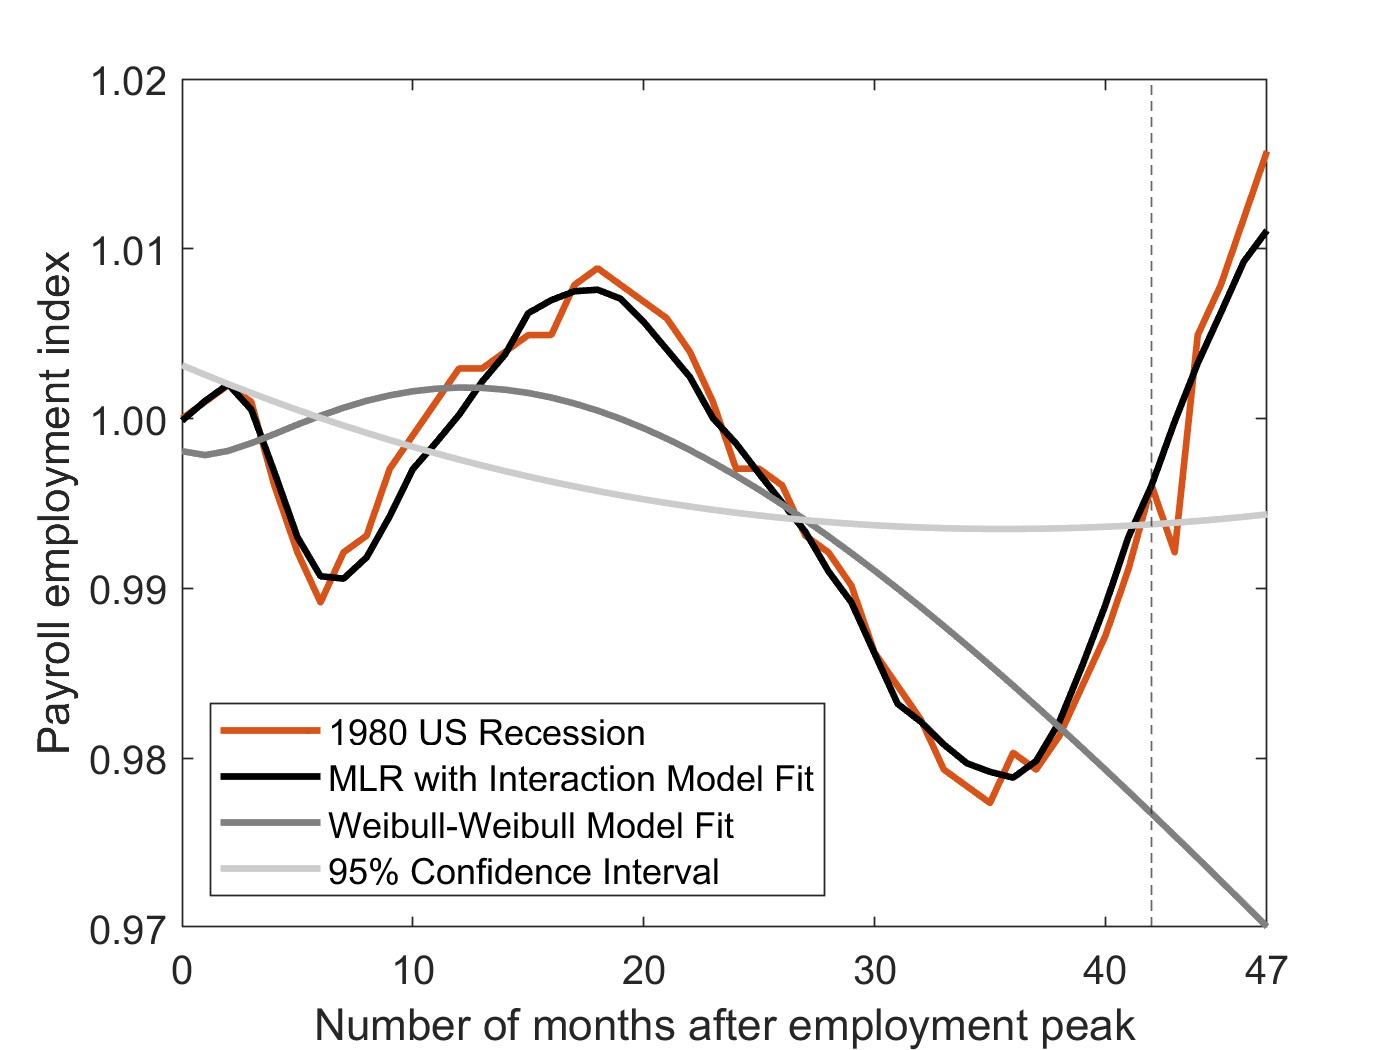 1.02
1.01
1.00
0.99
0.98
0.97
Payroll employment index
1980 US Recession
MLR with Interaction Model Fit
Weibull-Weibull Model Fit
95% Confidence Interval
0 10 20 30 40 47
Number of months after employment peak